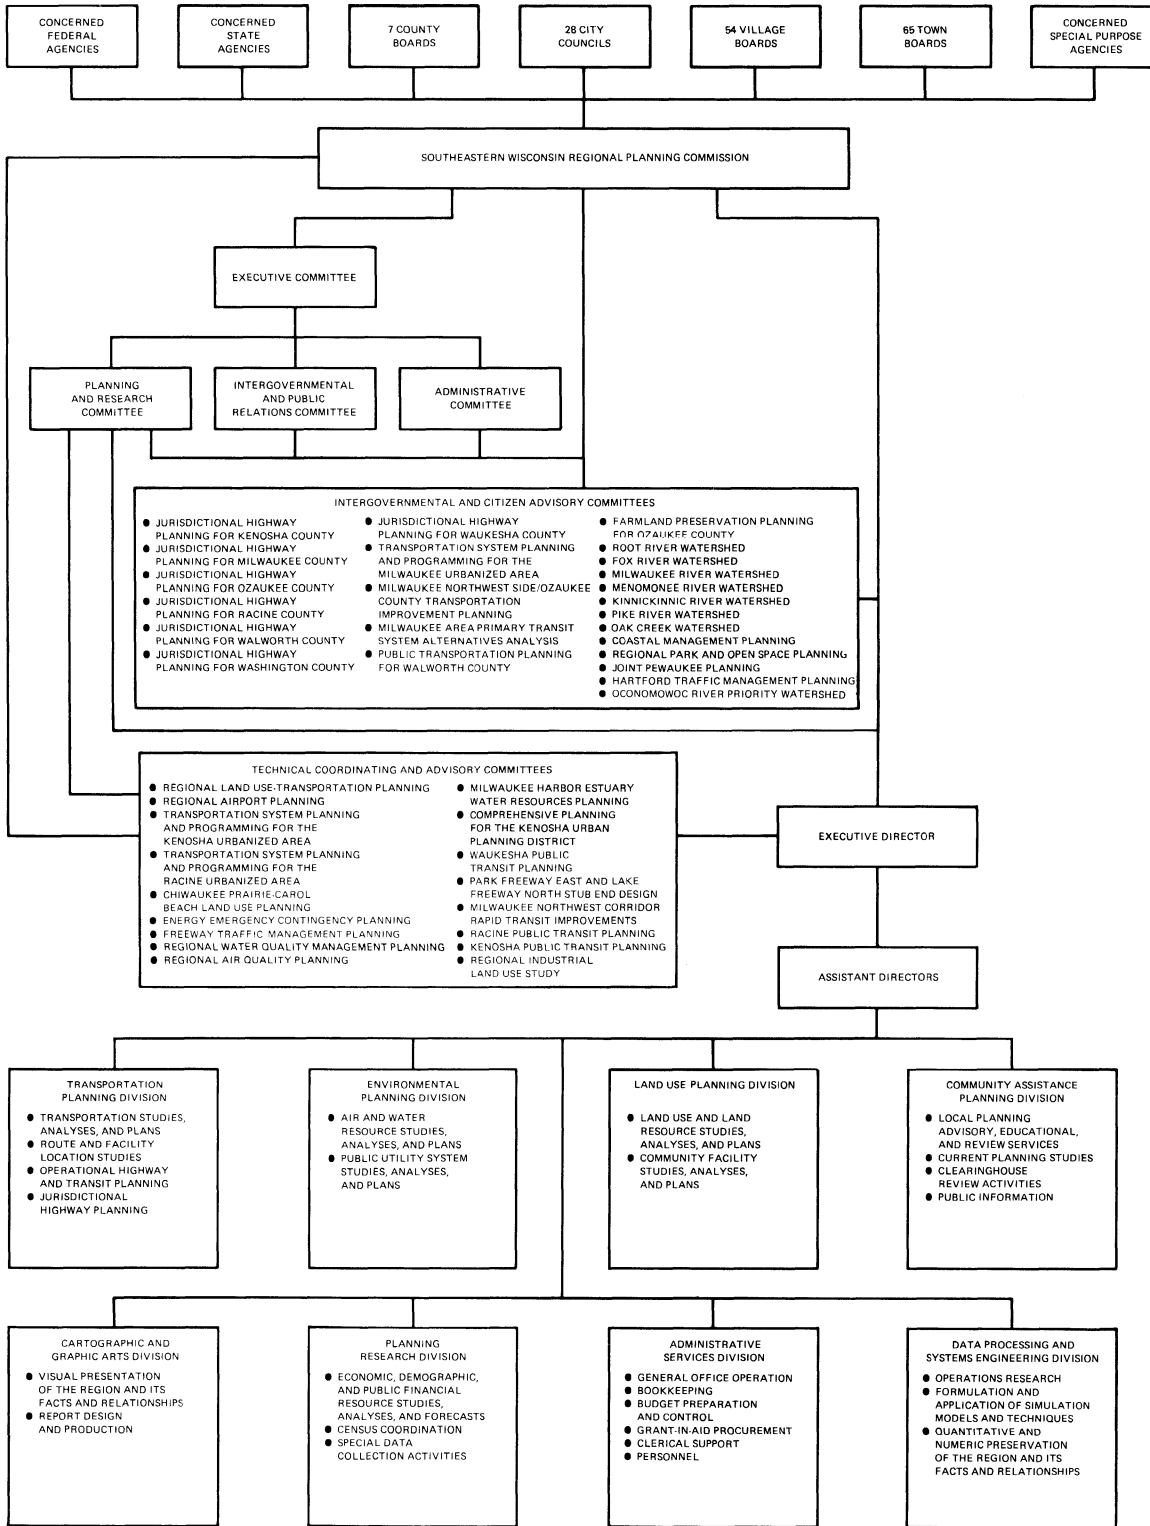 CONCERNED
FEDERAL
AGENCIES
CONCERNED
STATE
AGENCIES
7 COUNTY
BOARDS
28 CITY
COUNCILS
54 VILLAGE
BOARDS
65 TOWN
BOARDS
CONCERNED
SPECIAL PURPOSE
AGENCIES
SOUTHEASTERN WISCONSIN REGIONAL PLANNING COMMISSION
EXECUTIVE COMMITTEE
PLANNING
AND RESEARCH
COMMITTEE
INTERGOVERNMENTAL
AND PUBLIC
RELATIONS COMMITTEE
ADMINISTRATIVE
COMMITTEE
INTERGOVERNMENTAL AND CITIZEN ADVISORY COMMITTEES
● JURISDICTIONAL HIGHWAY
PLANNING FOR KENOSHA COUNTY
● JURISDICTIONAL HIGHWAY
PLANNING FOR MILWAUKEE COUNTY
● JURISDICTIONAL HIGHWAY
PLANNING FOR OZAUKEE COUNTY
● JURISDICTIONAL HIGHWAY
PLANNING FOR RACINE COUNTY
● JURISDICTIONAL HIGHWAY
PLANNING FOR WALWORTH COUNTY
● JURISDICTIONAL HIGHWAY
PLANNING FOR WASHINGTON COUNTY
● JURISDICTIONAL HIGHWAY
PLANNING FOR WAUKESHA COUNTY
● TRANSPORTATION SYSTEM PLANNING
AND PROGRAMMING FOR THE
MILWAUKEE URBANIZED AREA
● MILWAUKEE NORTHWEST SIDE/OZAUKEE
COUNTY TRANSPORTATION
IMPROVEMENT PLANNING
● MILWAUKEE AREA PRIMARY TRANSIT
SYSTEM ALTERNATIVES ANALYSIS
● PUBLIC TRANSPORTATION PLANNING
FOR WALWORTH COUNTY
● FARMLAND PRESERVATION PLANNING
FOR OZAUKEE COUNTY
● ROOT RIVER WATERSHED
● FOX RIVER WATERSHED
● MILWAUKEE RIVER WATERSHED
● MENOMONEE RIVER WATERSHED
● KINNICKINNIC RIVER WATERSHED
● PIKE RIVER WATERSHED
● OAK CREEK WATERSHED
● COASTAL MANAGEMENT PLANNING
● REGIONAL PARK AND OPEN SPACE PLANNING
● JOINT PEWAUKEE PLANNING
● HARTFORD TRAFFIC MANAGEMENT PLANNING
● OCONOMOWOC RIVER PRIORITY WATERSHED
TECHNICAL COORDINATING AND ADVISORY COMMITTEES
● REGIONAL LAND USE-TRANSPORTATION PLANNING
● REGIONAL AIRPORT PLANNING
● TRANSPORTATION SYSTEM PLANNING
AND PROGRAMMING FOR THE
KENOSHA URBANIZED AREA
● TRANSPORTATION SYSTEM PLANNING
AND PROGRAMMING FOR THE
RACINE URBANIZED AREA
● CHIWAUKEE PRAIRIE-CAROL
BEACH LAND USE PLANNING
● ENERGY EMERGENCY CONTINGENCY PLANNING
● FREEWAY TRAFFIC MANAGEMENT PLANNING
● REGIONAL WATER QUALITY MANAGEMENT PLANNING
● REGIONAL AIR QUALITY PLANNING
● MILWAUKEE HARBOR ESTUARY
WATER RESOURCES PLANNING
● COMPREHENSIVE PLANNING
FOR THE KENOSHA URBAN
PLANNING DISTRICT
● WAUKESHA PUBLIC
TRANSIT PLANNING
● PARK FREEWAY EAST AND LAKE
FREEWAY NORTH STUB END DESIGN
● MILWAUKEE NORTHWEST CORRIDOR
RAPID TRANSIT IMPROVEMENTS
● RACINE PUBLIC TRANSIT PLANNING
● KENOSHA PUBLIC TRANSIT PLANNING
● REGIONAL INDUSTRIAL
LAND USE STUDY
EXECUTIVE DIRECTOR
ASSISTANT DIRECTORS
TRANSPORTATION
PLANNING DIVISION
● TRANSPORTATION STUDIES,
ANALYSES, AND PLANS
● ROUTE AND FACILITY
LOCATION STUDIES
● OPERATIONAL HIGHWAY
AND TRANSIT PLANNING
● JURISDICTIONAL
HIGHWAY PLANNING
ENVIRONMENTAL
PLANNING DIVISION
● AIR AND WATER
RESOURCE STUDIES,
ANALYSES, AND PLANS
● PUBLIC UTILITY SYSTEM
STUDIES, ANALYSES,
AND PLANS
LAND USE PLANNING DIVISION
● LAND USE AND LAND
RESOURCE STUDIES,
ANALYSES, AND PLANS
● COMMUNITY FACILITY
STUDIES, ANALYSES,
AND PLANS
COMMUNITY ASSISTANCE
PLANNING DIVISION
● LOCAL PLANNING
ADVISORY, EDUCATIONAL,
AND REVIEW SERVICES
● CURRENT PLANNING STUDIES
● CLEARINGHOUSE
REVIEW ACTIVITIES
● PUBLIC INFORMATION
CARTOGRAPHIC AND
GRAPHIC ARTS DIVISION
● VISUAL PRESENTATION
OF THE REGION AND ITS
FACTS AND RELATIONSHIPS
● REPORT DESIGN
AND PRODUCTION
PLANNING
RESEARCH DIVISION
● ECONOMIC, DEMOGRAPHIC,
AND PUBLIC FINANCIAL
RESOURCE STUDIES,
ANALYSES, AND FORECASTS
● CENSUS COORDINATION
● SPECIAL DATA
COLLECTION ACTIVITIES
ADMINISTRATIVE
SERVICES DIVISION
● GENERAL OFFICE OPERATION
● BOOKKEEPING
● BUDGET PREPARATION
AND CONTROL
● GRANT-IN-AID PROCUREMENT
● CLERICAL SUPPORT
● PERSONNEL
DATA PROCESSING AND
SYSTEMS ENGINEERING DIVISION
● OPERATIONS RESEARCH
● FORMULATION AND
APPLICATION OF SIMULATION
MODELS AND TECHNIQUES
● QUANTITATIVE AND
NUMERIC PRESERVATION
OF THE REGION AND ITS
FACTS AND RELATIONSHIPS